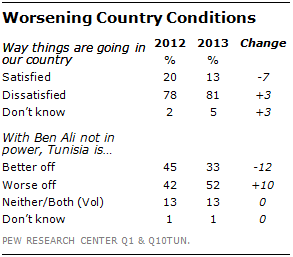 Worsening Country Conditions
Way things are going in our country 2012 2013 Change
% %
Satisfied 20 13 -7
Dissatisfied 78 81 +3
Don't know 2 5 +3
With Ben Ali not in
power, Tunisia is…
Better off 45 33 -12
Worse off 42 52 +10
Neither/Both (Vol) 13 13 0
Don't know 1 1 0
PEW RESEARCH CENTER Q1 & Q10TUN.